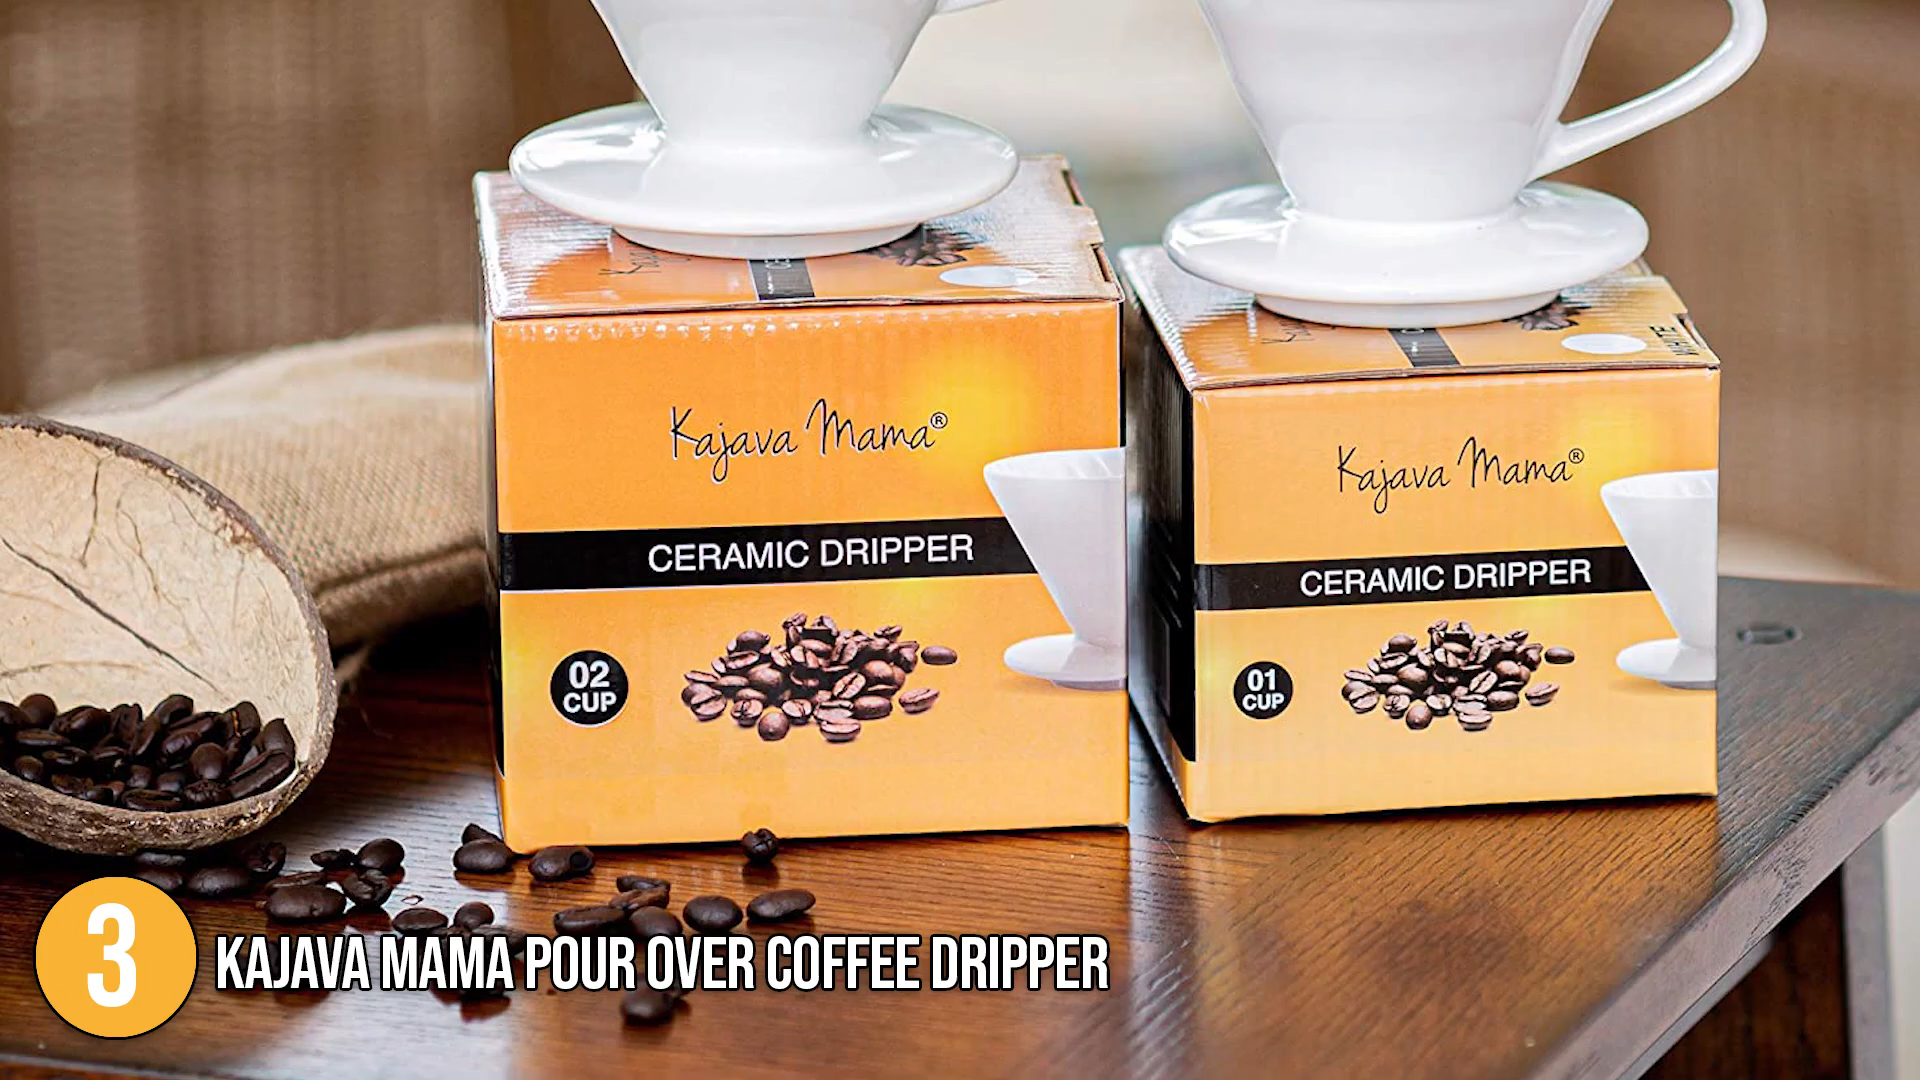 Kajava Mama®
CERAMIC DRIPPER
02
CUP
Kajava Mama®
CERAMIC DRIPPER
01
CUP
WHITE
3
KAJAVA MAMA POUR OVER COFFEE DRIPPER